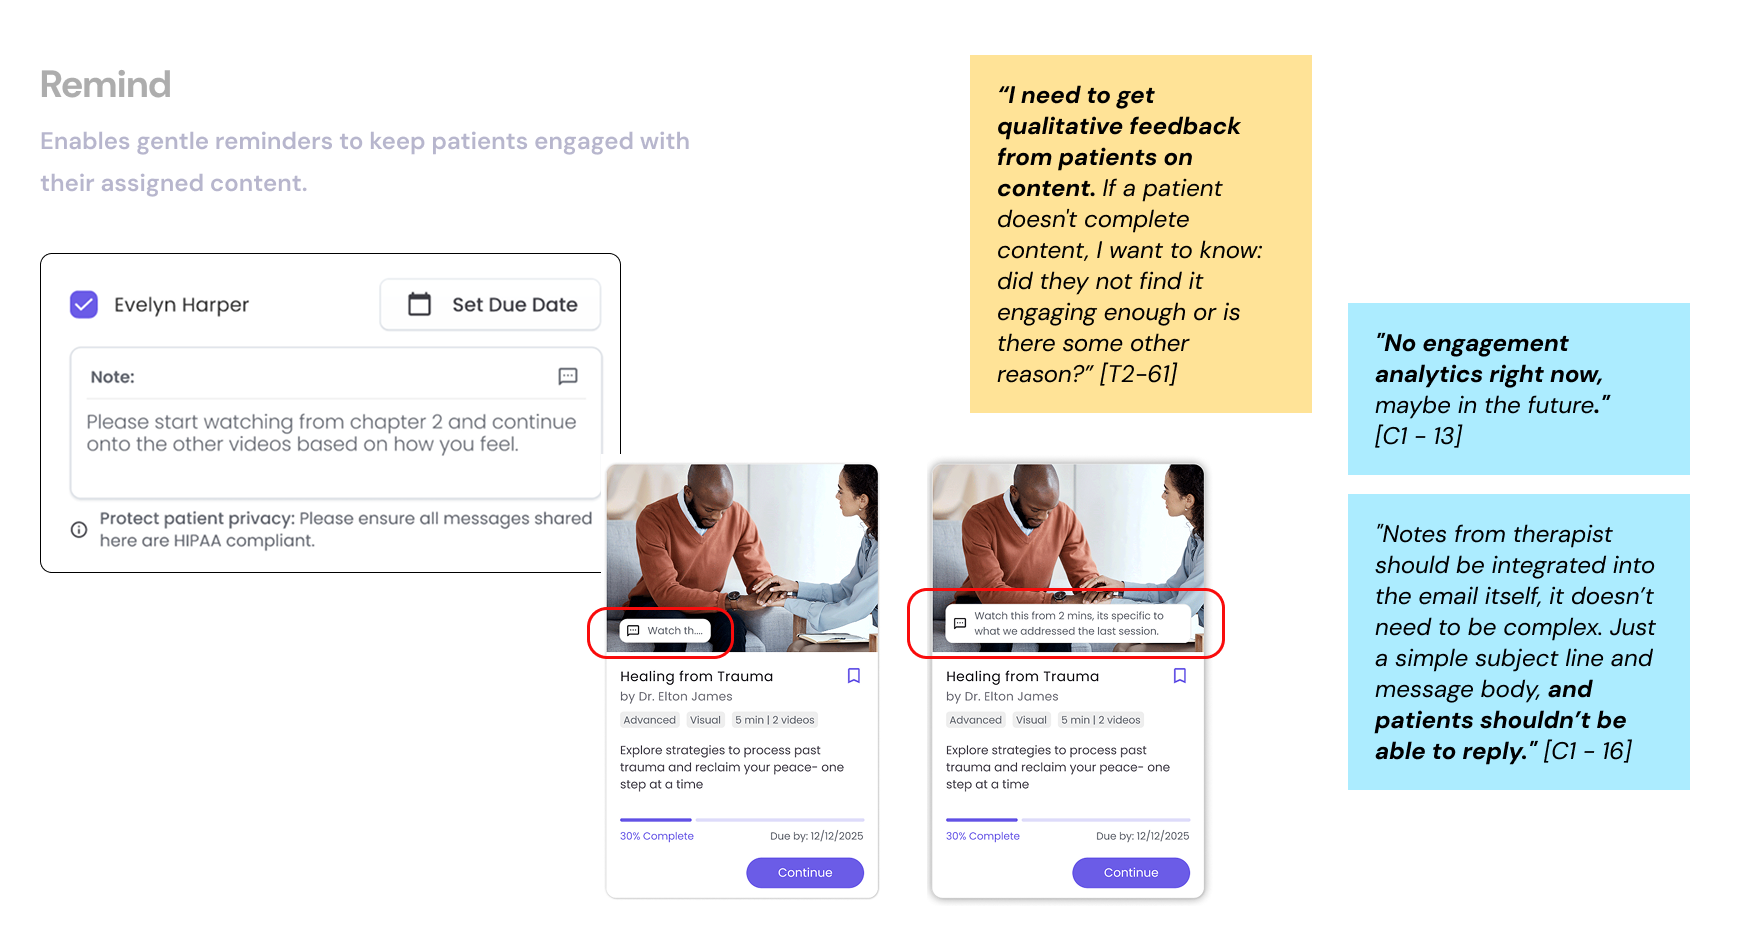 Remind
Enables gentle reminders to keep patients engaged with
their assigned content.
Evelyn Harper
Set Due Date
Note:
Please start watching from chapter 2 and continue
onto the other videos based on how you feel.
Protect patient privacy: Please ensure all messages shared
here are HIPAA compliant.
Watch th....
Healing from Trauma
by Dr. Elton James
Advanced
Visual
5 min | 2 videos
Explore strategies to process past
trauma and reclaim your peace- one
step at a time
30% Complete
Due by: 12/12/2025
Continue
Watch this from 2 mins, its specific to
what we addressed the last session.
Healing from Trauma
by Dr. Elton James
Advanced
Visual
5 min | 2 videos
Explore strategies to process past
trauma and reclaim your peace- one
step at a time
30% Complete
Due by: 12/12/2025
Continue
“I need to get
qualitative feedback
from patients on
content. If a patient
doesn't complete
content, I want to know:
did they not find it
engaging enough or is
there some other
reason?” [T2-61]
"No engagement
analytics right now,
maybe in the future."
[C1 - 13]
"Notes from therapist
should be integrated into
the email itself, it doesn’t
need to be complex. Just
a simple subject line and
message body, and
patients shouldn’t be
able to reply." [C1 - 16]